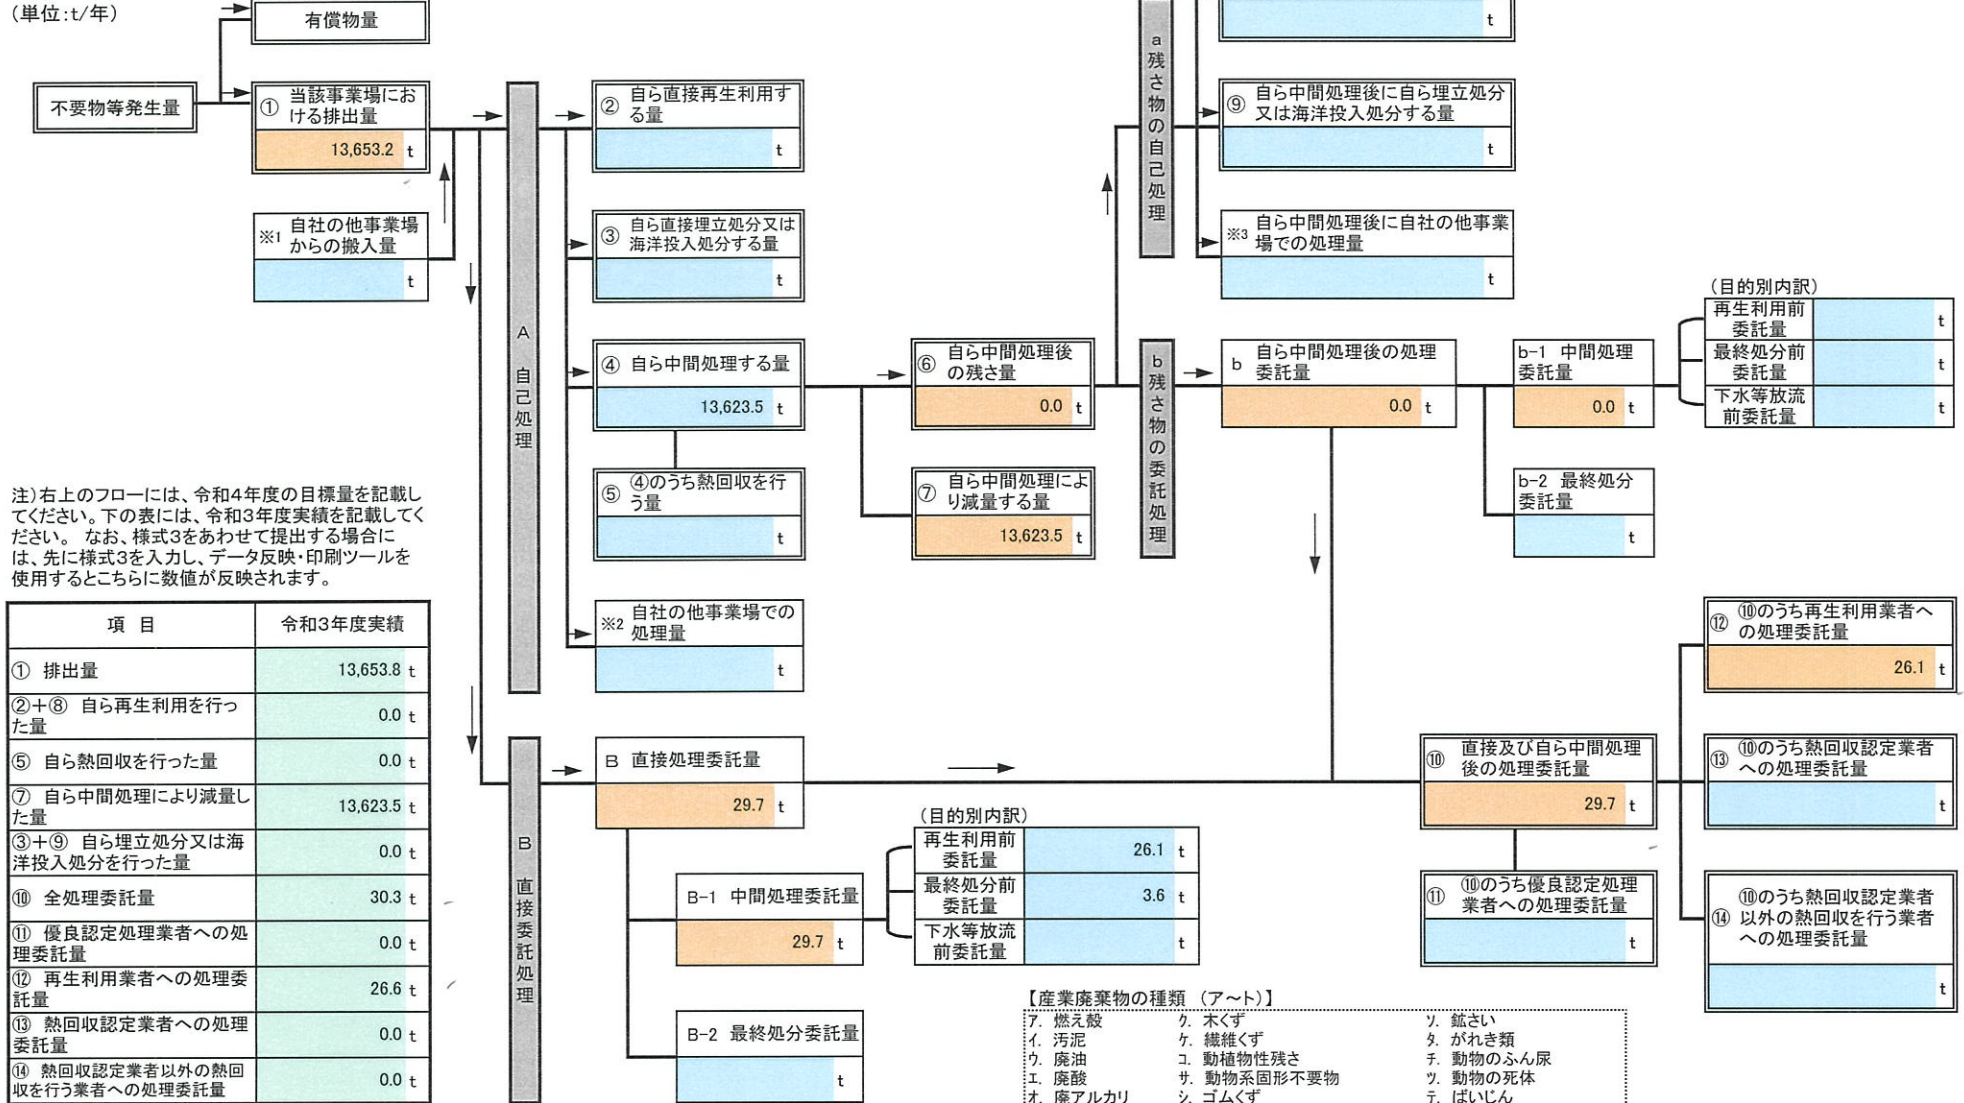 (単位:t/年)
有償物量
t
不要物等発生量
① 当該事業場にお
ける排出量
13,653.2 t
② 自ら直接再生利用す
る量
t
a 残さ物の自己処理
⑨ 自ら中間処理後に自ら埋立処分
又は海洋投入処分する量
t
※1 自社の他事業場
からの搬入量
t
③ 自ら直接埋立処分又は
海洋投入処分する量
t
※3 自ら中間処理後に自社の他事業
場での処理量
t
A 自己処理
④ 自ら中間処理する量
13,623.5 t
⑥ 自ら中間処理後
の残さ量
0.0 t
b 残さ物の委託処理
b 自ら中間処理後の処理
委託量
0.0 t
b-1 中間処理
委託量
0.0 t
(目的別内訳)
再生利用前
委託量
t
最終処分前
委託量
t
下水等放流
前委託量
t
⑤ ④のうち熱回収を行
う量
t
⑦ 自ら中間処理によ
り減量する量
13,623.5 t
b-2 最終処分
委託量
t
※2 自社の他事業場での
処理量
t
注)右上のフローには、令和4年度の目標量を記載し
てください。下の表には、令和3年度実績を記載してく
ださい。 なお、様式3をあわせて提出する場合に
は、先に様式3を入力し、データ反映・印刷ツールを
使用するとこちらに数値が反映されます。
項 目 令和3年度実績
① 排出量 13,653.8 t
②+⑧ 自ら再生利用を行っ
た量 0.0 t
⑤ 自ら熱回収を行った量 0.0 t
⑦ 自ら中間処理により減量し
た量 13,623.5 t
③+⑨ 自ら埋立処分又は海
洋投入処分を行った量 0.0 t
⑩ 全処理委託量 30.3 t
⑪ 優良認定処理業者への処
理委託量 0.0 t
⑫ 再生利用業者への処理委
託量 26.6 t
⑬ 熱回収認定業者への処理
委託量 0.0 t
⑭ 熱回収認定業者以外の熱回
収を行う業者への処理委託量 0.0 t
B 直接委託処理
B 直接処理委託量
29.7 t
B-1 中間処理委託量
29.7 t
(目的別内訳)
再生利用前
委託量
26.1 t
最終処分前
委託量
3.6 t
下水等放流
前委託量
t
B-2 最終処分委託量
t
⑩ 直接及び自ら中間処理
後の処理委託量
29.7 t
⑪ ⑩のうち優良認定処理
業者への処理委託量
t
⑫ ⑩のうち再生利用業者へ
の処理委託量
26.1 t
⑬ ⑩のうち熱回収認定業者
への処理委託量
t
⑭ ⑩のうち熱回収認定業者
以外の熱回収を行う業者
への処理委託量
t
【産業廃棄物の種類 (ア~ト)】
ア. 燃え殻 ク. 木くず ソ. 鉱さい
イ. 汚泥 ケ. 繊維くず タ. がれき類
ウ. 廃油 コ. 動植物性残さ チ. 動物のふん尿
エ. 廃酸 サ. 動物系固形不要物 ツ. 動物の死体
オ. 廃アルカリ シ. ゴムくず テ. ばいじん